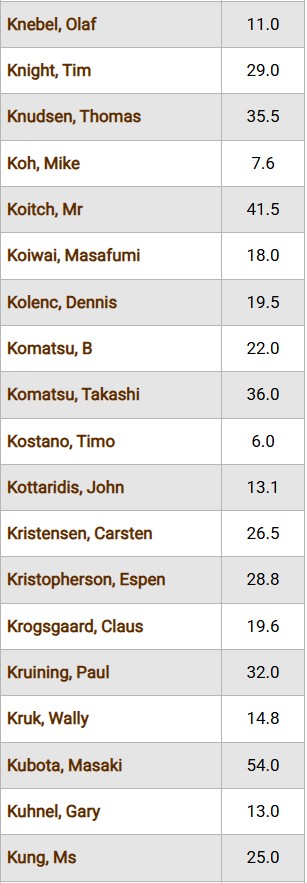 Knebel, Olaf 11.0
Knight, Tim 29.0
Knudsen, Thomas 35.5
Koh, Mike 7.6
Koitch, Mr 41.5
Koiwai, Masafumi 18.0
Kolenc, Dennis 19.5
Komatsu, B 22.0
Komatsu, Takashi 36.0
Kostano, Timo 6.0
Kottaridis, John 13.1
Kristensen, Carsten 26.5
Kristopherson, Espen 28.8
Krogsgaard, Claus 19.6
Kruining, Paul 32.0
Kruk, Wally 14.8
Kubota, Masaki 54.0
Kuhnel, Gary 13.0
Kung, Ms 25.0